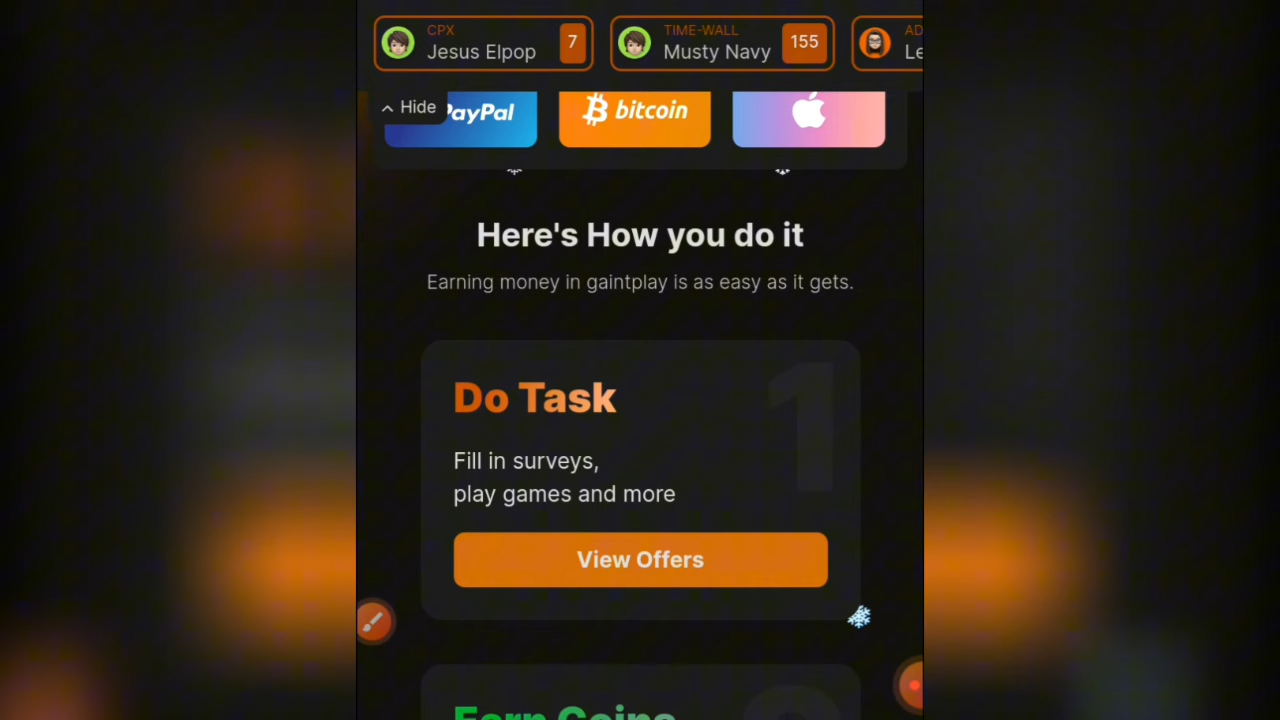 CPX
Jesus Elpop
7
TIME-WALL
Musty Navy
155
Hide
PayPal
bitcoin
Here's How you do it
Earning money in gaintplay is as easy as it gets.
1
Do Task
Fill in surveys,
play games and more
View Offers
Earn Coins